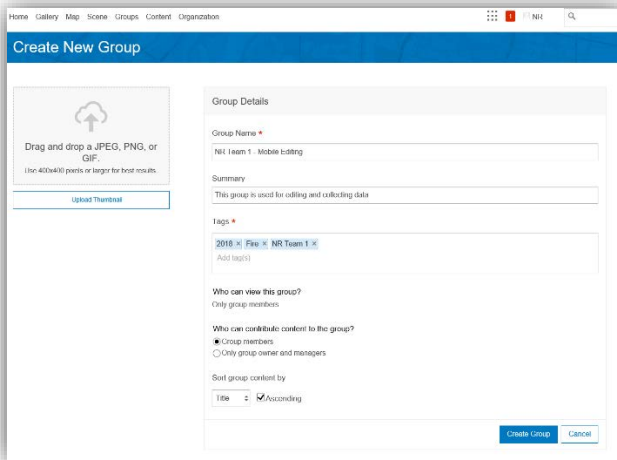 Home Gallery Map Scene Groups Content Organization
1 NR
Create New Group
Drag and drop a JPEG, PNG, or
GIF.
Use 400x400 pixels or larger for best results.
Upload Thumbnail
Group Details
Group Name *
NR Team 1 - Mobile Editing
Summary
This group is used for editing and collecting data
Tags *
2018 × Fire × NR Team 1 ×
Add tag(s)
Who can view this group?
Only group members
Who can contribute content to the group?
Group members
Only group owner and managers
Sort group content by
Title Ascending
Create Group Cancel